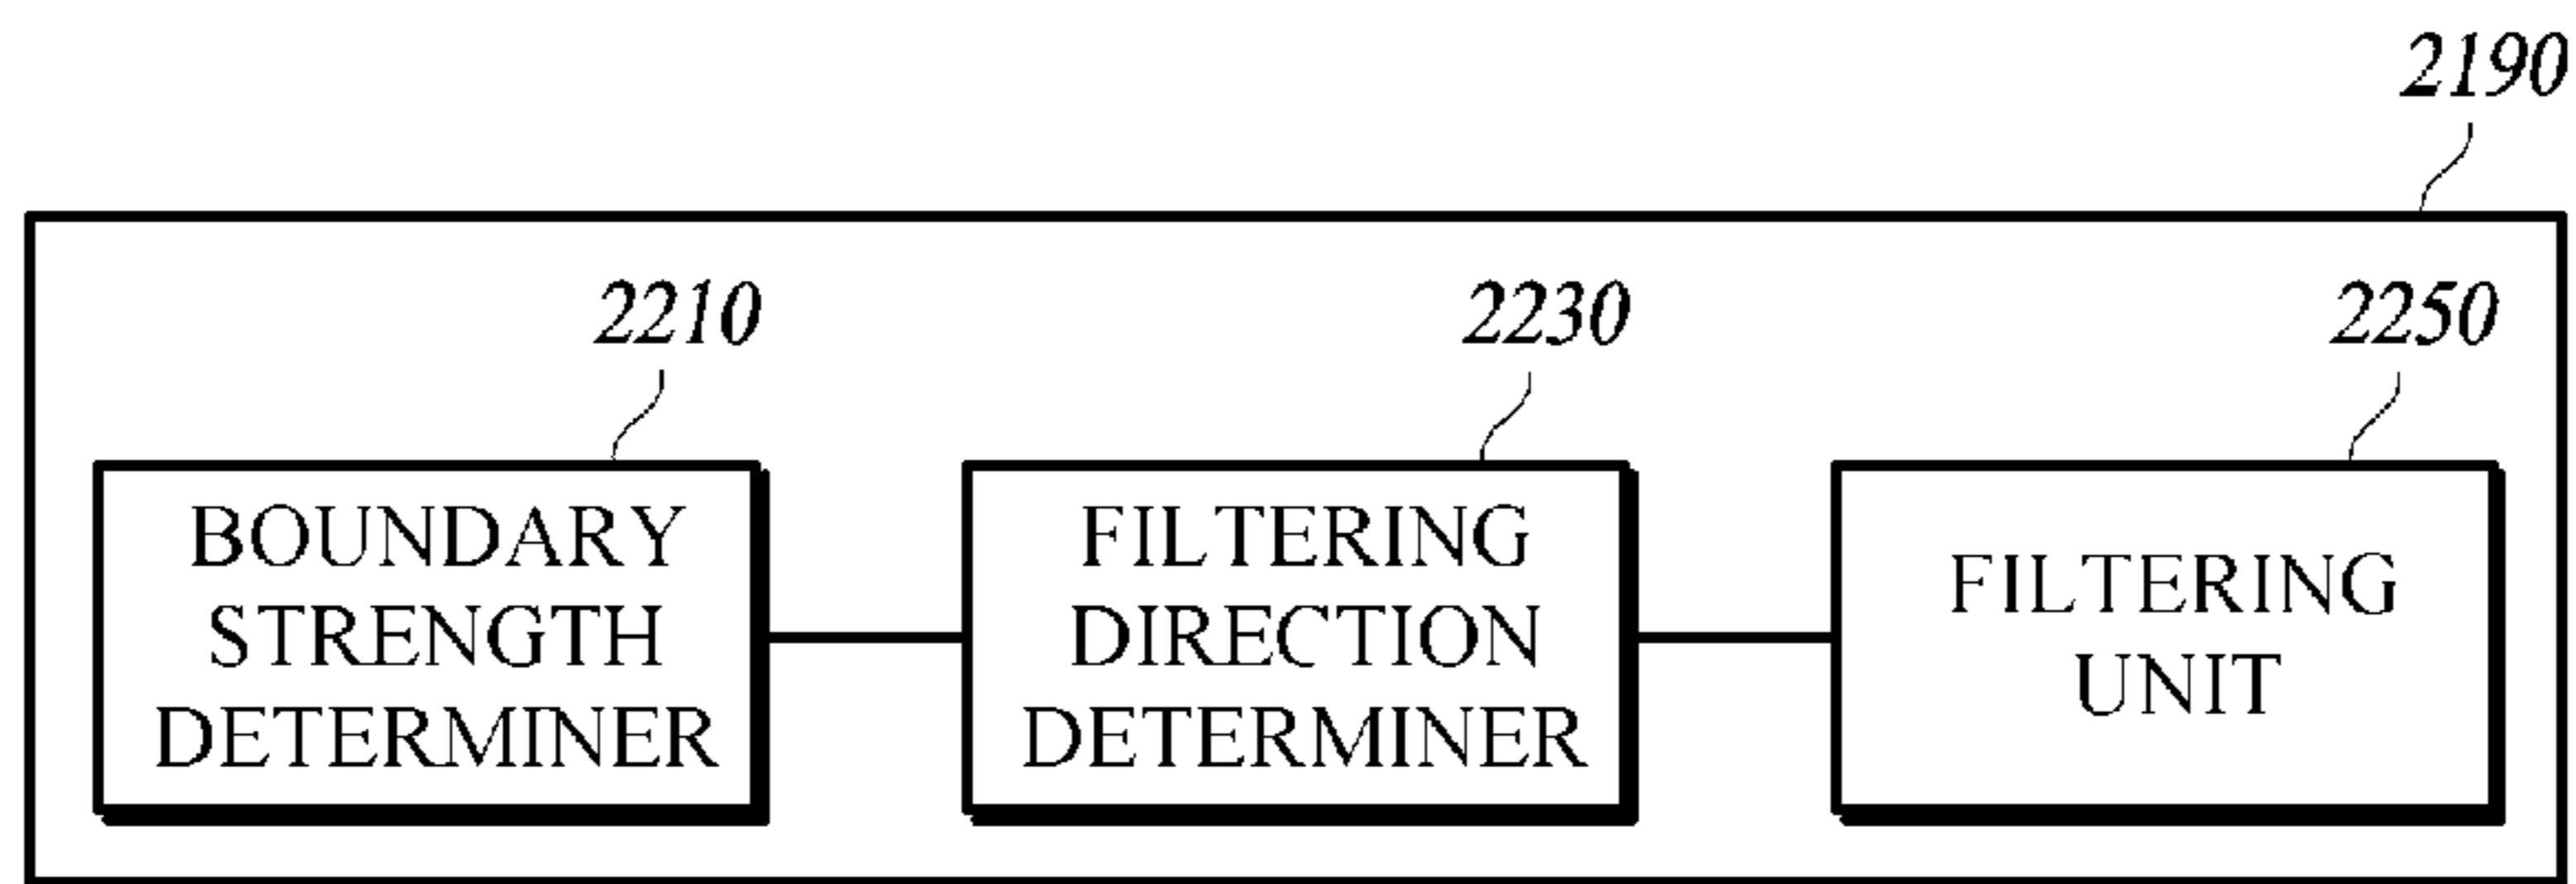 2190
2210
2230
2250
BOUNDARY
STRENGTH
DETERMINER
FILTERING
DIRECTION
DETERMINER
FILTERING
UNIT